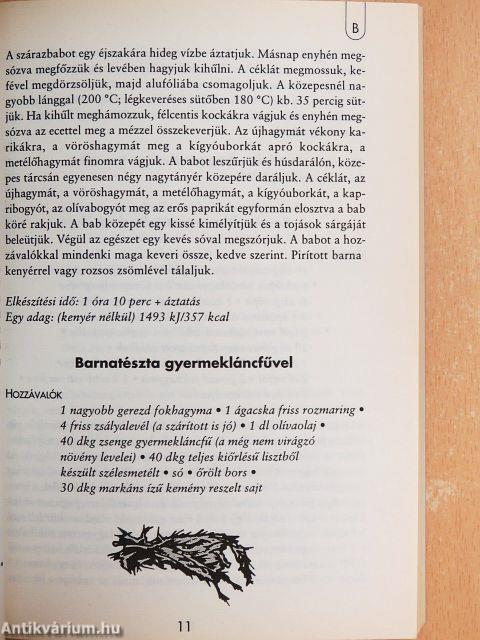 B
A szárazbabot egy éjszakára hideg vízbe áztatjuk. Másnap enyhén meg-
sózva megfőzzük és levében hagyjuk kihűlni. A céklát megmossuk, ke-
fével megdörzsöljük, majd alufóliába csomagoljuk. A közepesnél na-
gyobb lánggal (200 °C; légkeveréses sütőben 180 °C) kb. 35 percig süt-
jük. Ha kihűlt meghámozzuk, félcentis kockákra vágjuk és enyhén meg-
sózva az ecettel meg a mézzel összekeverjük. Az újhagymát vékony ka-
rikákra, a vöröshagymát meg a kígyóuborkát apró kockákra, a
metélőhagymát finomra vágjuk. A babot leszűrjük és húsdarálón, köze-
pes tárcsán egyenesen négy nagytányér közepére daráljuk. A céklát, az
újhagymát, a vöröshagymát, a metélőhagymát, a kígyóuborkát, a kap-
ribogyót, az olívabogyót meg az erős paprikát egyformán elosztva a bab
köré rakjuk. A bab közepét egy kissé kimélyítjük és a tojások sárgáját
beleütjük. Végül az egészet egy kevés sóval megszórjuk. A babot a hoz-
závalókkal mindenki maga keveri össze, kedve szerint. Pirított barna
kenyérrel vagy rozsos zsömlével tálaljuk.
Elkészítési idő: 1 óra 10 perc + áztatás
Egy adag: (kenyér nélkül) 1493 kJ/357 kcal
Barnatészta gyermekláncfűvel
HOZZÁVALÓK
1 nagyobb gerezd fokhagyma • 1 ágacska friss rozmaring •
4 friss zsályalevél (a szárított is jó) • 1 dl olívaolaj •
40 dkg zsenge gyermekláncfű (a még nem virágzó
növény levelei) • 40 dkg teljes kiőrlésű lisztből
készült szélesmetélt • só • őrölt bors •
30 dkg markáns ízű kemény reszelt sajt
11
Antikvárium.hu